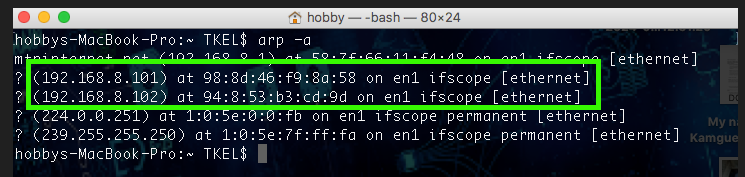 hobby — -bash — 80×24
hobbys-MacBook-Pro:~ TKEL$ arp -a
mtninternet.net (192.168.8.1) at 58:7f:66:11:f4:48 on en1 ifscope [ethernet]
? (192.168.8.101) at 98:8d:46:f9:8a:58 on en1 ifscope [ethernet]
? (192.168.8.102) at 94:8:53:b3:cd:9d on en1 ifscope [ethernet]
? (224.0.0.251) at 1:0:5e:0:0:fb on en1 ifscope permanent [ethernet]
? (239.255.255.250) at 1:0:5e:7f:ff:fa on en1 ifscope permanent [ethernet]
hobbys-MacBook-Pro:~ TKEL$
My na
Kamgue